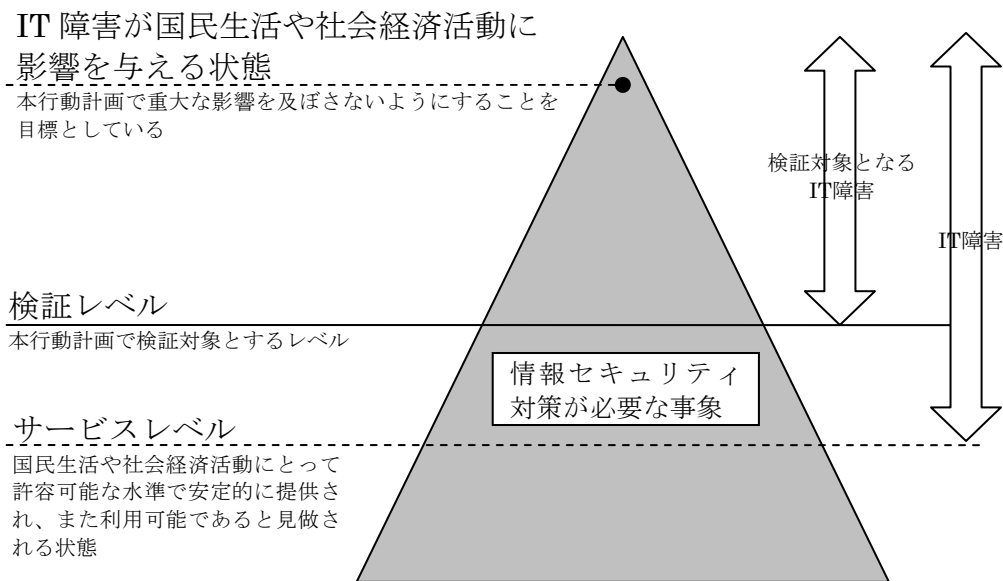 IT 障害が国民生活や社会経済活動に
影響を与える状態
本行動計画で重大な影響を及ぼさないようにすることを
目標としている
検証対象となる
IT障害
IT障害
検証レベル
本行動計画で検証対象とするレベル
情報セキュリティ
対策が必要な事象
サービスレベル
国民生活や社会経済活動にとって
許容可能な水準で安定的に提供さ
れ、また利用可能であると見做さ
れる状態